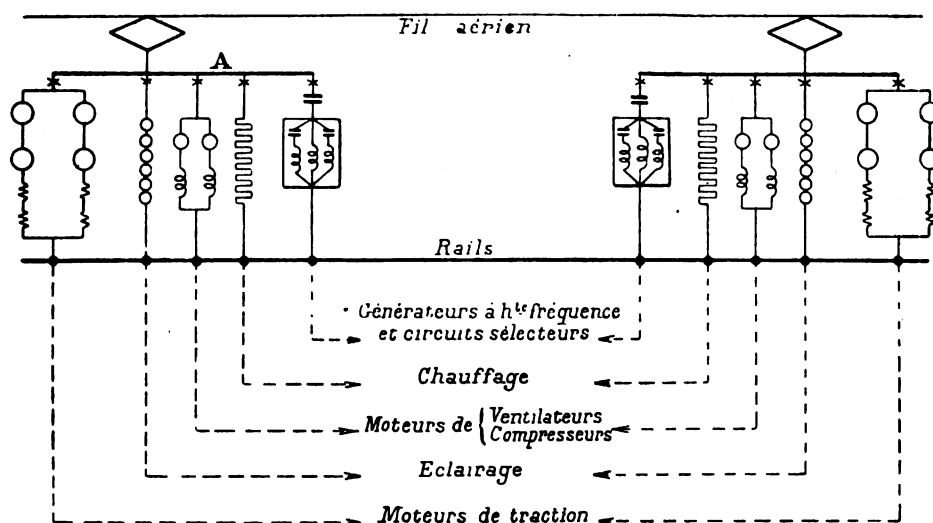 Fil aérien
A
Rails
Générateurs à hte fréquence
et circuits sélecteurs
Chauffage
Moteurs de { Ventilateurs
Compresseurs
Eclairage
Moteurs de traction